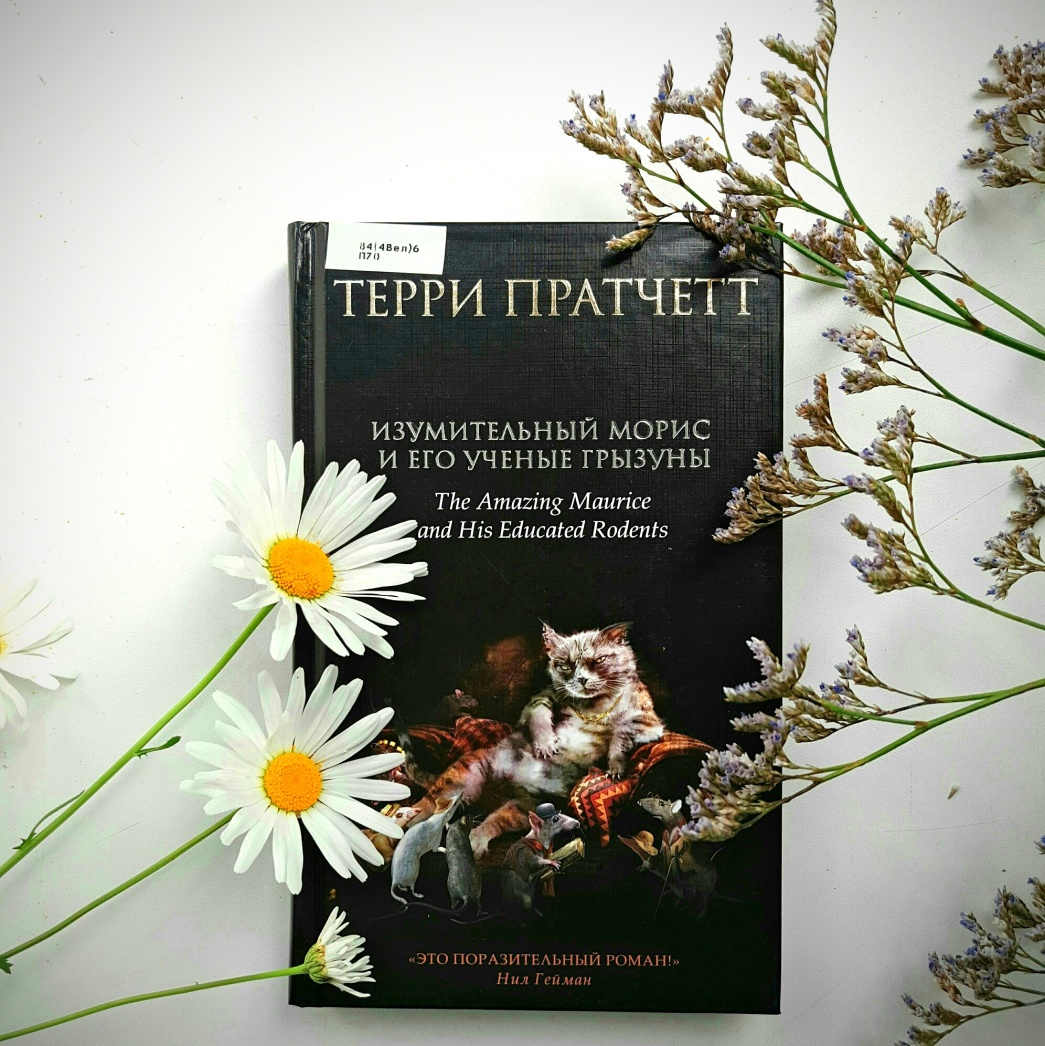 84(4Вел)6
П70
ТЕРРИ ПРАТЧЕТТ
ИЗУМИТЕЛЬНЫЙ МОРИС
И ЕГО УЧЕНЫЕ ГРЫЗУНЫ
The Amazing Maurice
and His Educated Rodents
«ЭТО ПОРАЗИТЕЛЬНЫЙ РОМАН!»
Нил Гейман